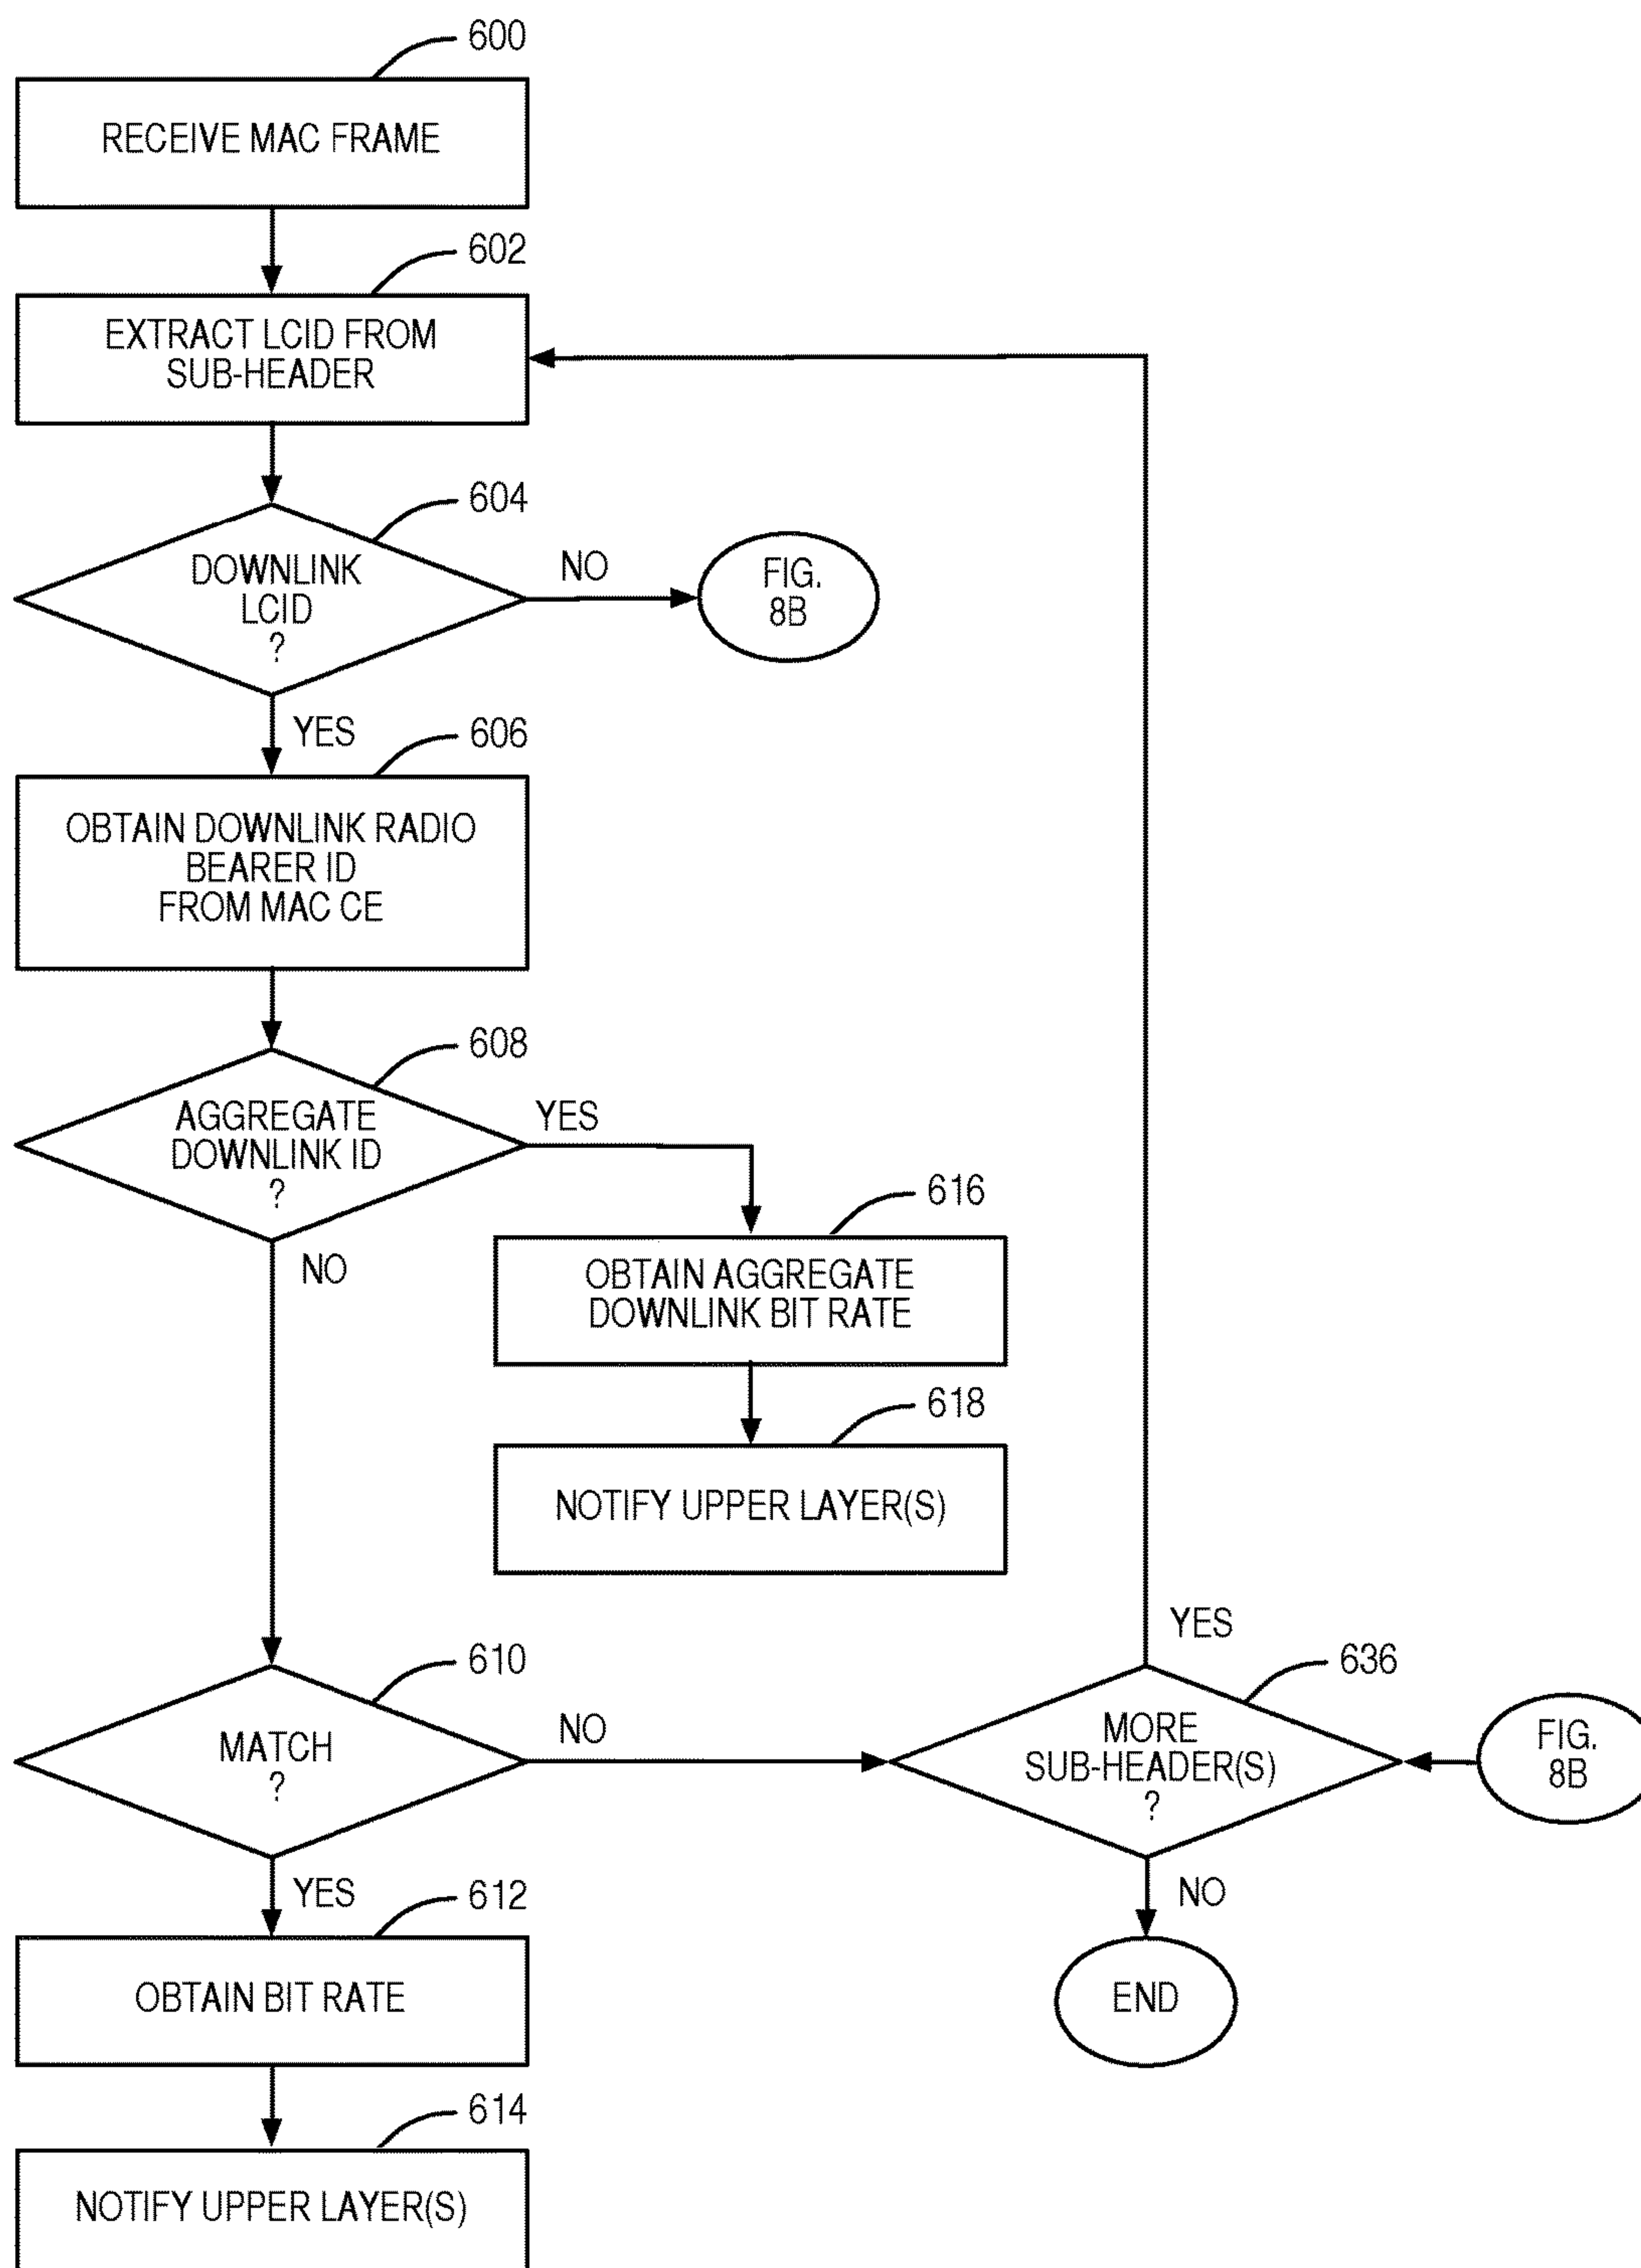 600
RECEIVE MAC FRAME
602
EXTRACT LCID FROM
SUB-HEADER
604
DOWNLINK
LCID
?
NO
FIG.
8B
YES
606
OBTAIN DOWNLINK RADIO
BEARER ID
FROM MAC CE
608
AGGREGATE
DOWNLINK ID
?
YES
NO
616
OBTAIN AGGREGATE
DOWNLINK BIT RATE
618
NOTIFY UPPER LAYER(S)
610
MATCH
?
NO
YES
636
MORE
SUB-HEADER(S)
?
FIG.
8B
YES
NO
END
612
OBTAIN BIT RATE
614
NOTIFY UPPER LAYER(S)